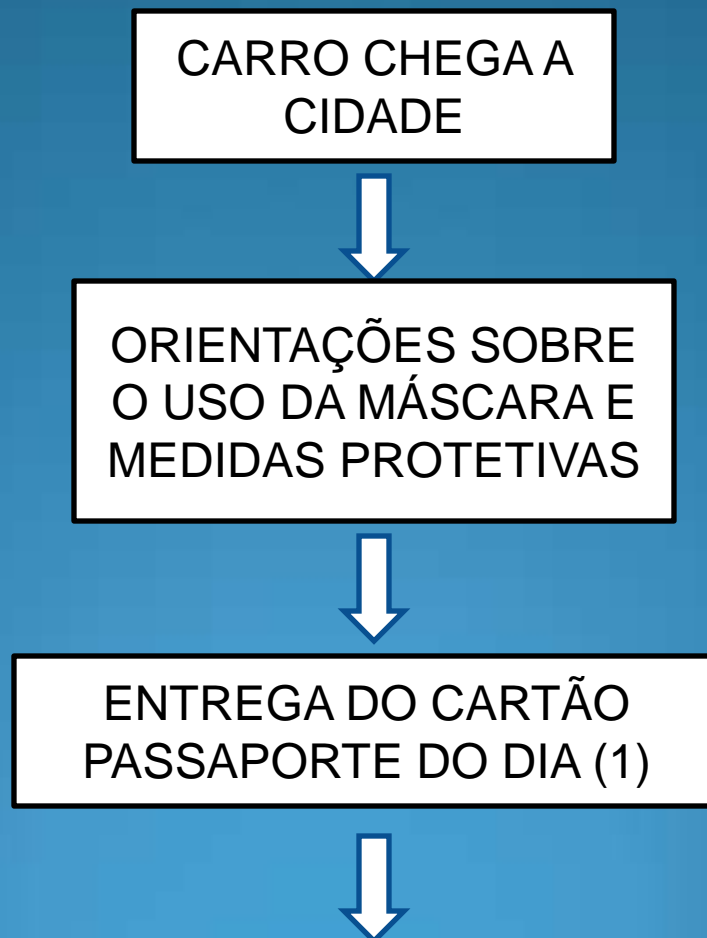 CARRO CHEGA A
CIDADE
ORIENTAÇÕES SOBRE
O USO DA MÁSCARA E
MEDIDAS PROTETIVAS
ENTREGA DO CARTÃO
PASSAPORTE DO DIA (1)